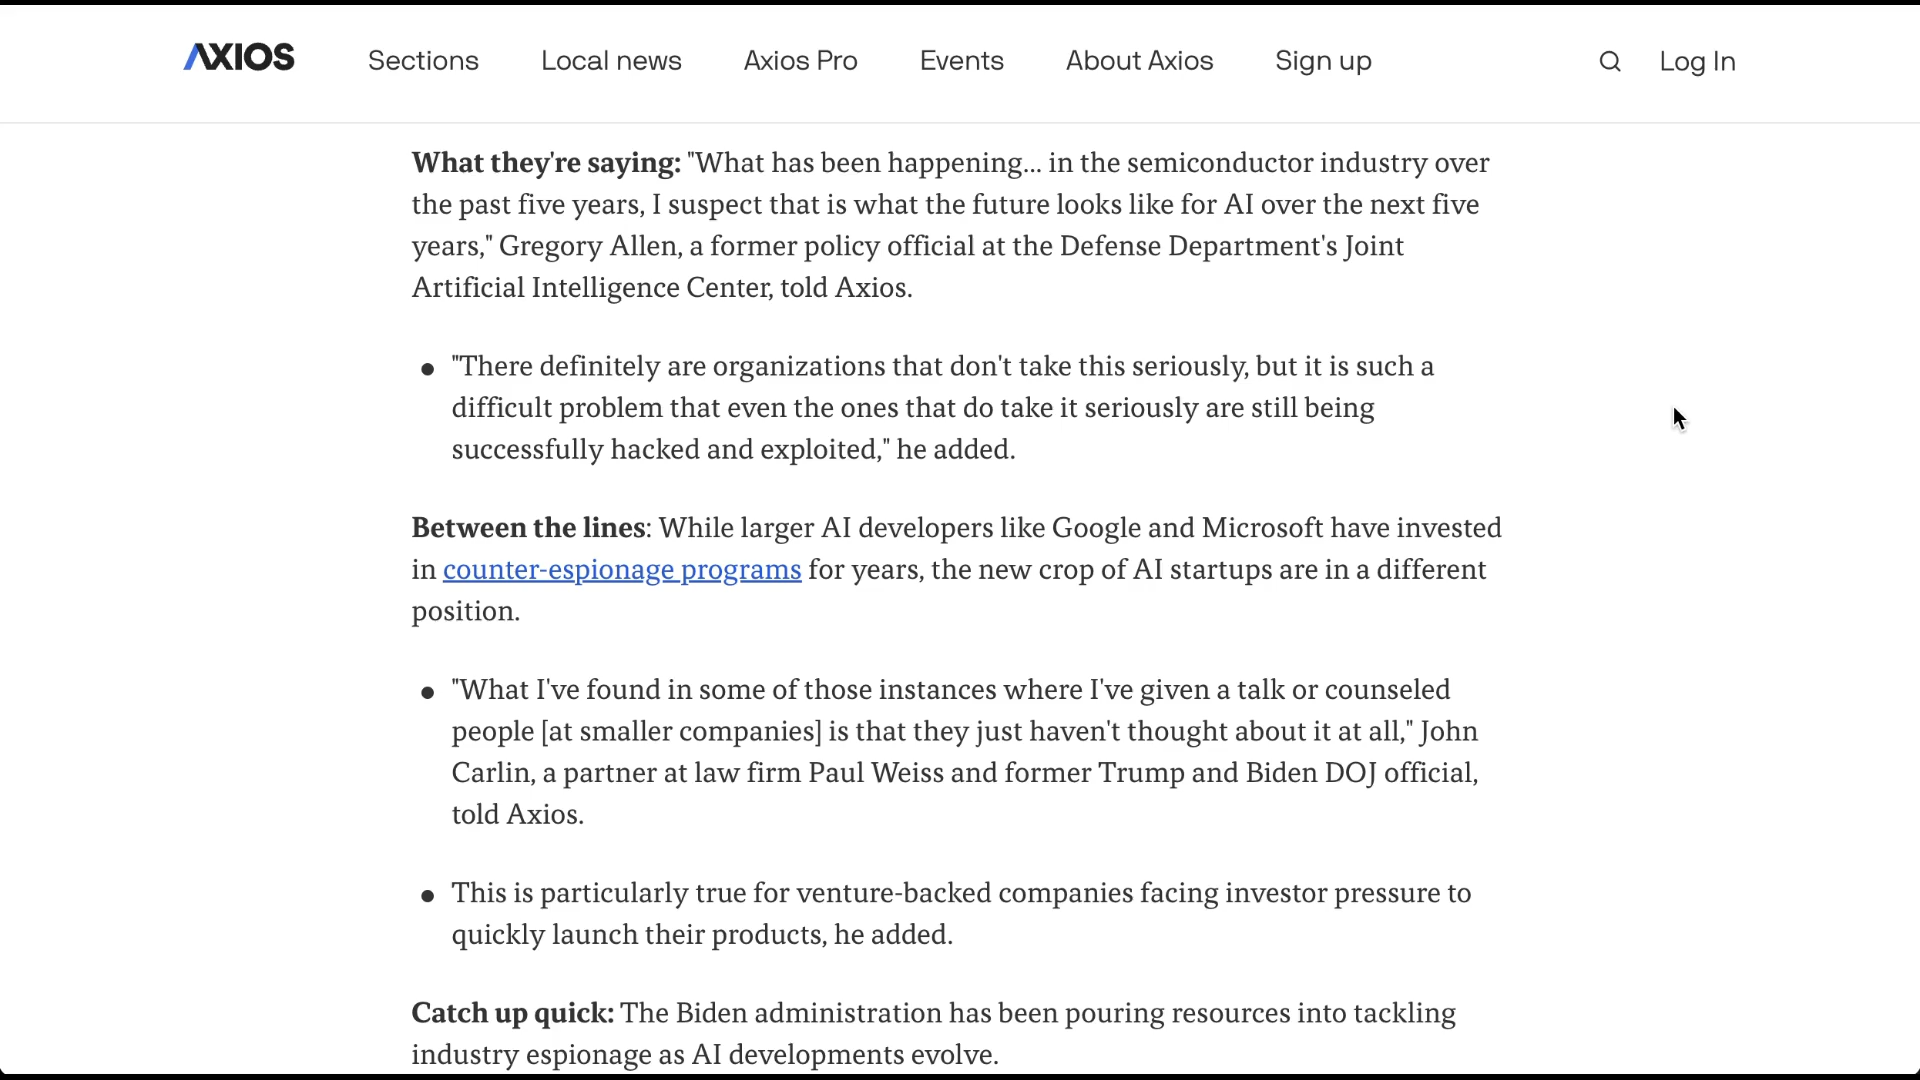 AXIOS Sections Local news Axios Pro Events About Axios Sign up Log In
What they're saying: "What has been happening... in the semiconductor industry over
the past five years, I suspect that is what the future looks like for AI over the next five
years," Gregory Allen, a former policy official at the Defense Department's Joint
Artificial Intelligence Center, told Axios.
● "There definitely are organizations that don't take this seriously, but it is such a
difficult problem that even the ones that do take it seriously are still being
successfully hacked and exploited," he added.
Between the lines: While larger AI developers like Google and Microsoft have invested
in counter-espionage programs for years, the new crop of AI startups are in a different
position.
● "What I've found in some of those instances where I've given a talk or counseled
people [at smaller companies] is that they just haven't thought about it at all," John
Carlin, a partner at law firm Paul Weiss and former Trump and Biden DOJ official,
told Axios.
● This is particularly true for venture-backed companies facing investor pressure to
quickly launch their products, he added.
Catch up quick: The Biden administration has been pouring resources into tackling
industry espionage as AI developments evolve.